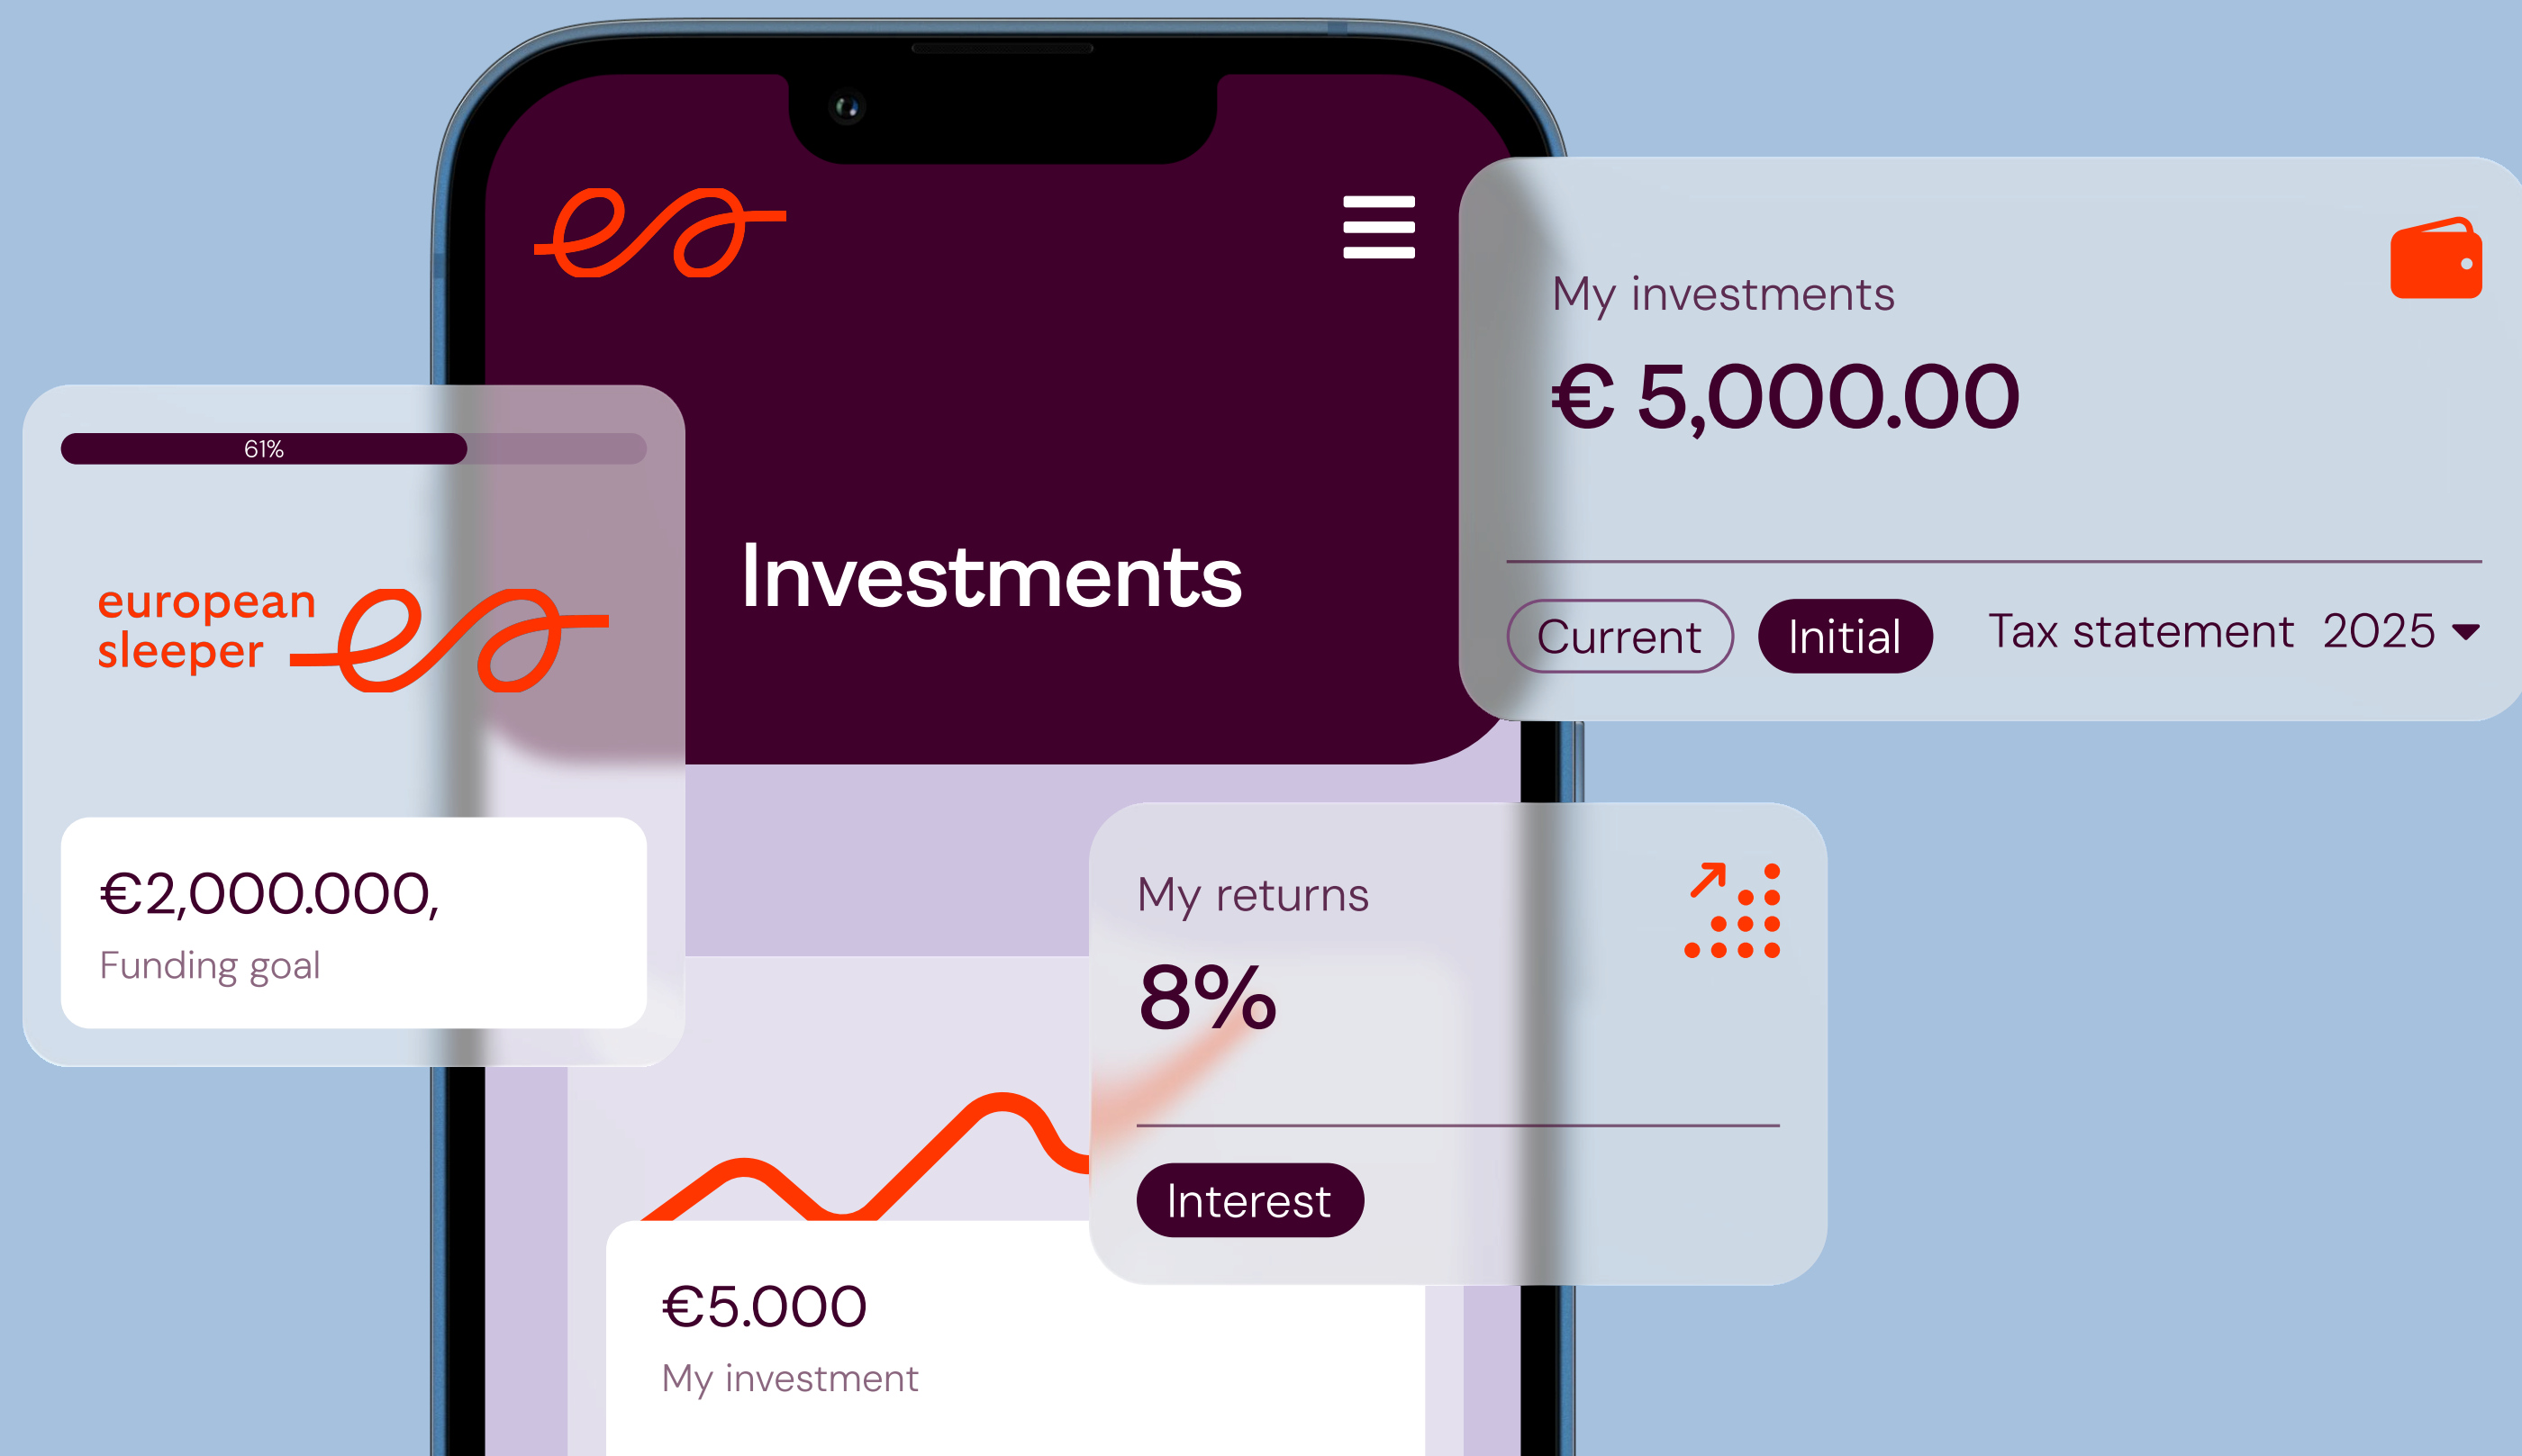 Investments
61%
european
sleeper
€2,000.000,
Funding goal
My investments
€ 5,000.00
Current
Initial
Tax statement 2025
My returns
8%
Interest
€5.000
My investment